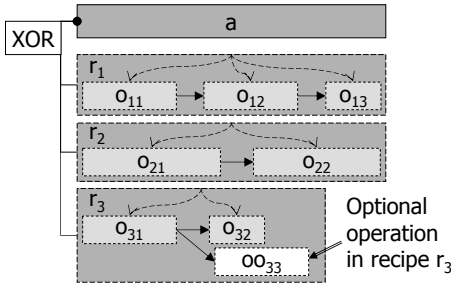 a
XOR
r₁
o₁₁ o₁₂ o₁₃
r₂
o₂₁ o₂₂
r₃
o₃₁ o₃₂
oo₃₃
Optional
operation
in recipe r₃